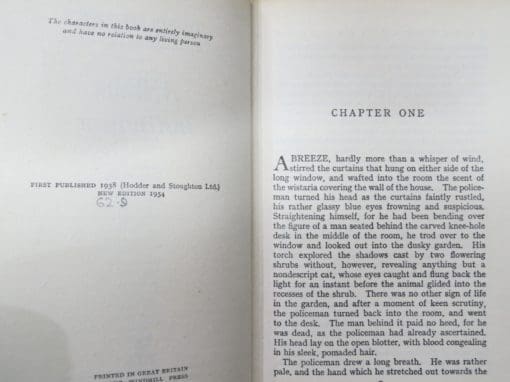 The characters in this book are entirely imaginary
and have no relation to any living person
FIRST PUBLISHED 1938 (Hodder and Stoughton Ltd.)
NEW EDITION 1954
PRINTED IN GREAT BRITAIN
WINDMILL PRESS
CHAPTER ONE
A BREEZE, hardly more than a whisper of wind,
stirred the curtains that hung on either side of the
long window, and wafted into the room the scent of
the wistaria covering the wall of the house. The police-
man turned his head as the curtains faintly rustled,
his rather glassy blue eyes frowning and suspicious.
Straightening himself, for he had been bending over
the figure of a man seated behind the carved knee-hole
desk in the middle of the room, he trod over to the
window and looked out into the dusky garden. His
torch explored the shadows cast by two flowering
shrubs without, however, revealing anything but a
nondescript cat, whose eyes caught and flung back the
light for an instant before the animal glided into the
recesses of the shrub. There was no other sign of life
in the garden, and after a moment of keen scrutiny,
the policeman turned back into the room, and went
to the desk. The man behind it paid no heed, for he
was dead, as the policeman had already ascertained.
His head lay on the open blotter, with blood congealing
in his sleek, pomaded hair.
The policeman drew a long breath. He was rather
pale, and the hand which he stretched out towards the